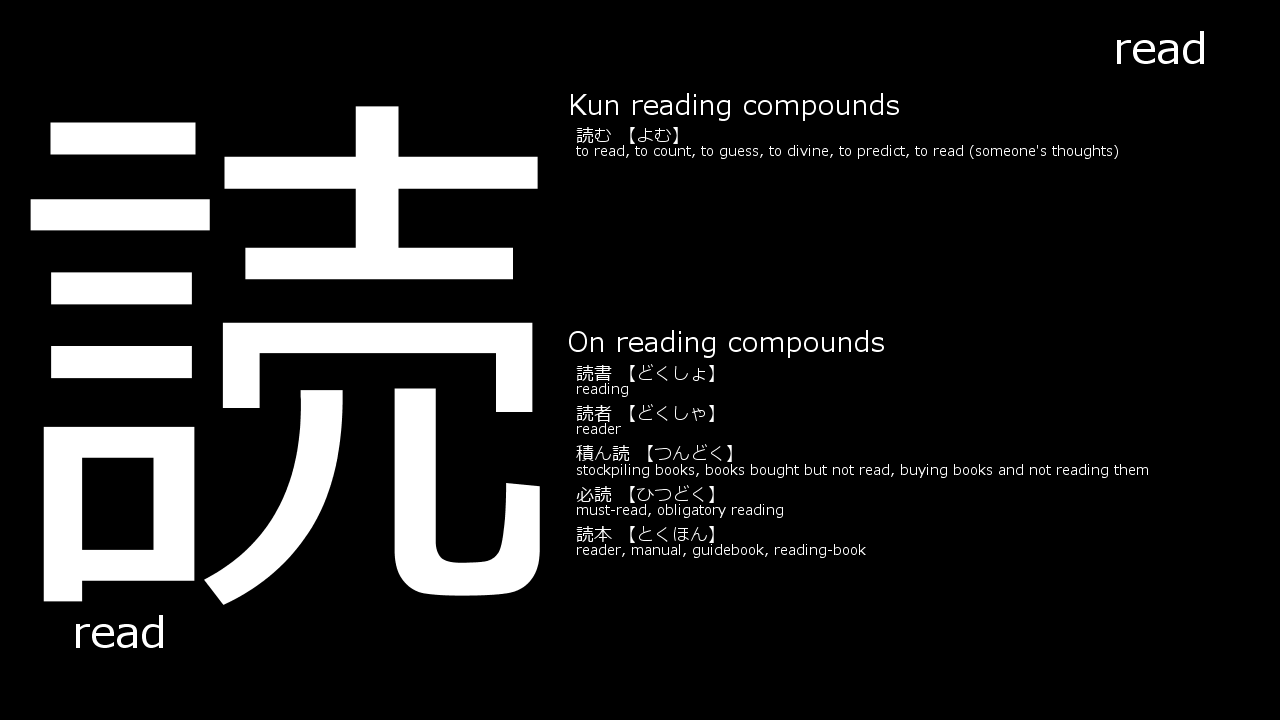 read
読
read
Kun reading compounds
読む 【よむ】
to read, to count, to guess, to divine, to predict, to read (someone's thoughts)
On reading compounds
読書 【どくしょ】
reading
読者 【どくしゃ】
reader
積ん読 【つんどく】
stockpiling books, books bought but not read, buying books and not reading them
必読 【ひつどく】
must-read, obligatory reading
読本 【とくほん】
reader, manual, guidebook, reading-book